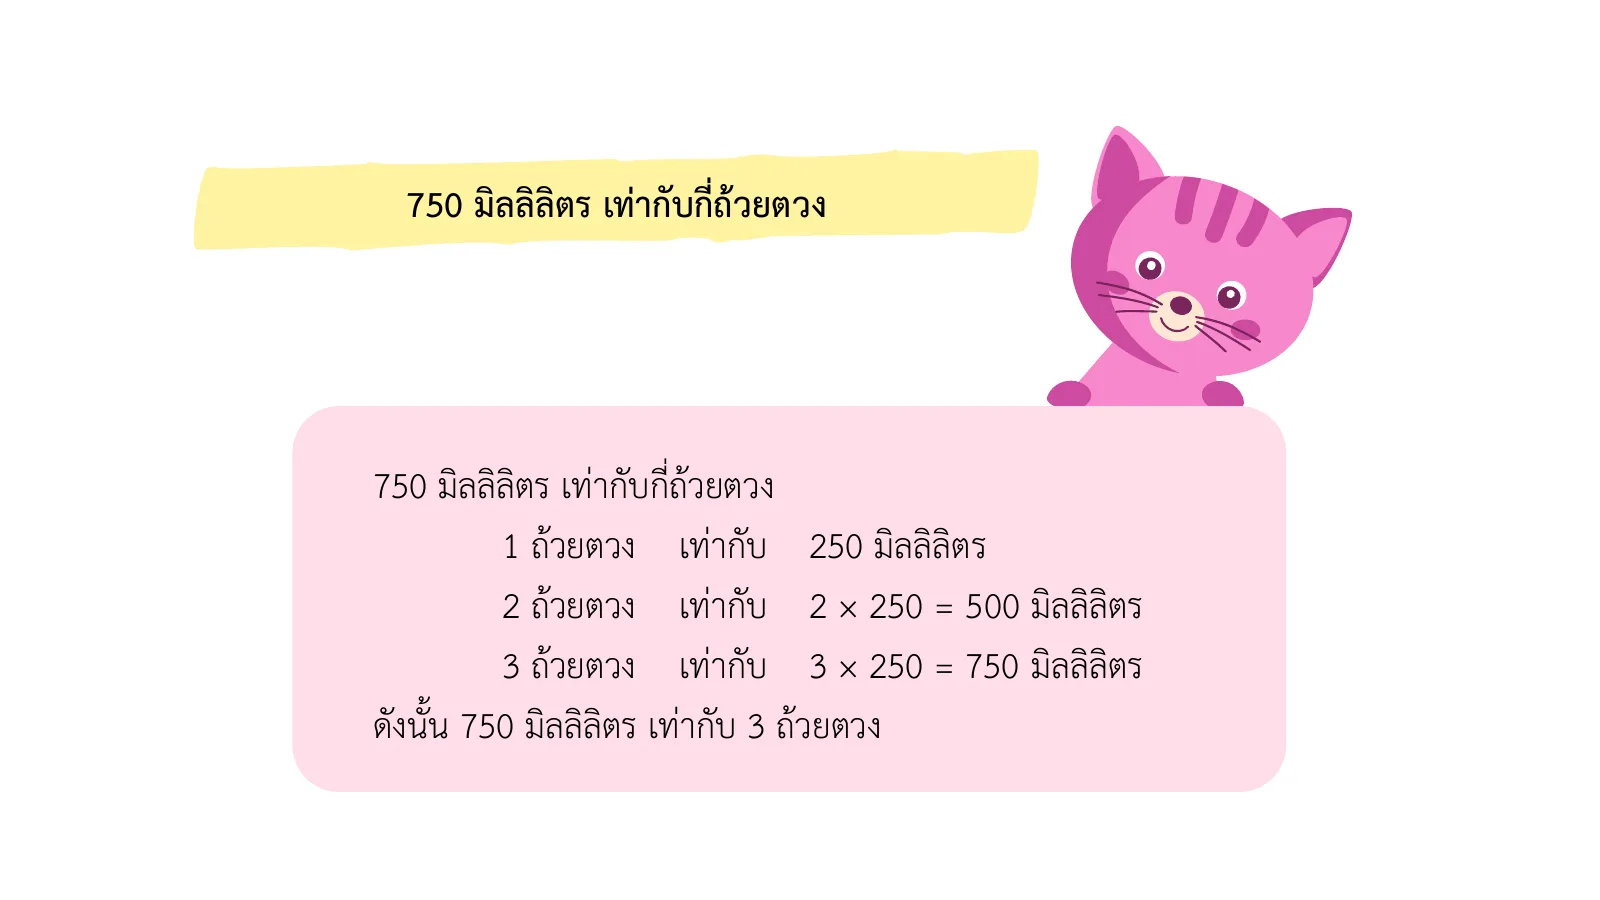 750 มิลลิลิตร เท่ากับกี่ถ้วยตวง
750 มิลลิลิตร เท่ากับกี่ถ้วยตวง
1 ถ้วยตวง เท่ากับ 250 มิลลิลิตร
2 ถ้วยตวง เท่ากับ 2 × 250 = 500 มิลลิลิตร
3 ถ้วยตวง เท่ากับ 3 × 250 = 750 มิลลิลิตร
ดังนั้น 750 มิลลิลิตร เท่ากับ 3 ถ้วยตวง